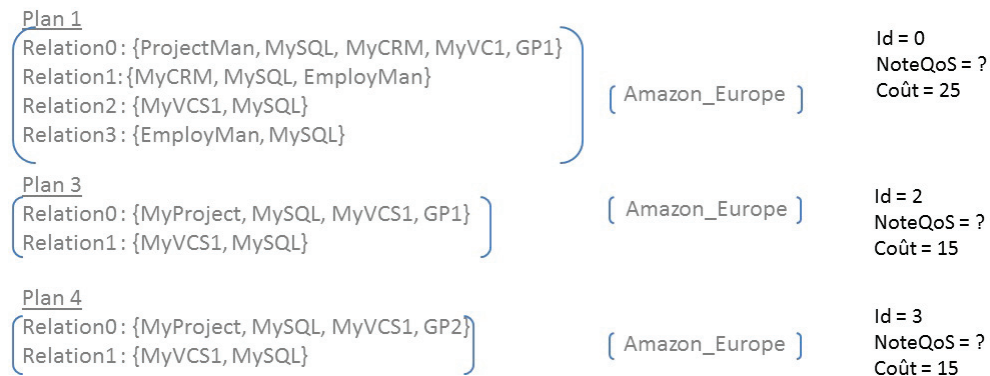 Plan 1
Relation0 : {ProjectMan, MySQL, MyCRM, MyVC1, GP1}
Relation1: {MyCRM, MySQL, EmployMan}
Relation2 : {MyVCS1, MySQL}
Relation3 : {EmployMan, MySQL}
Amazon_Europe
Id = 0
NoteQoS = ?
Coût = 25
Plan 3
Relation0 : {MyProject, MySQL, MyVCS1, GP1}
Relation1 : {MyVCS1, MySQL}
Amazon_Europe
Id = 2
NoteQoS = ?
Coût = 15
Plan 4
Relation0 : {MyProject, MySQL, MyVCS1, GP2}
Relation1 : {MyVCS1, MySQL}
Amazon_Europe
Id = 3
NoteQoS = ?
Coût = 15